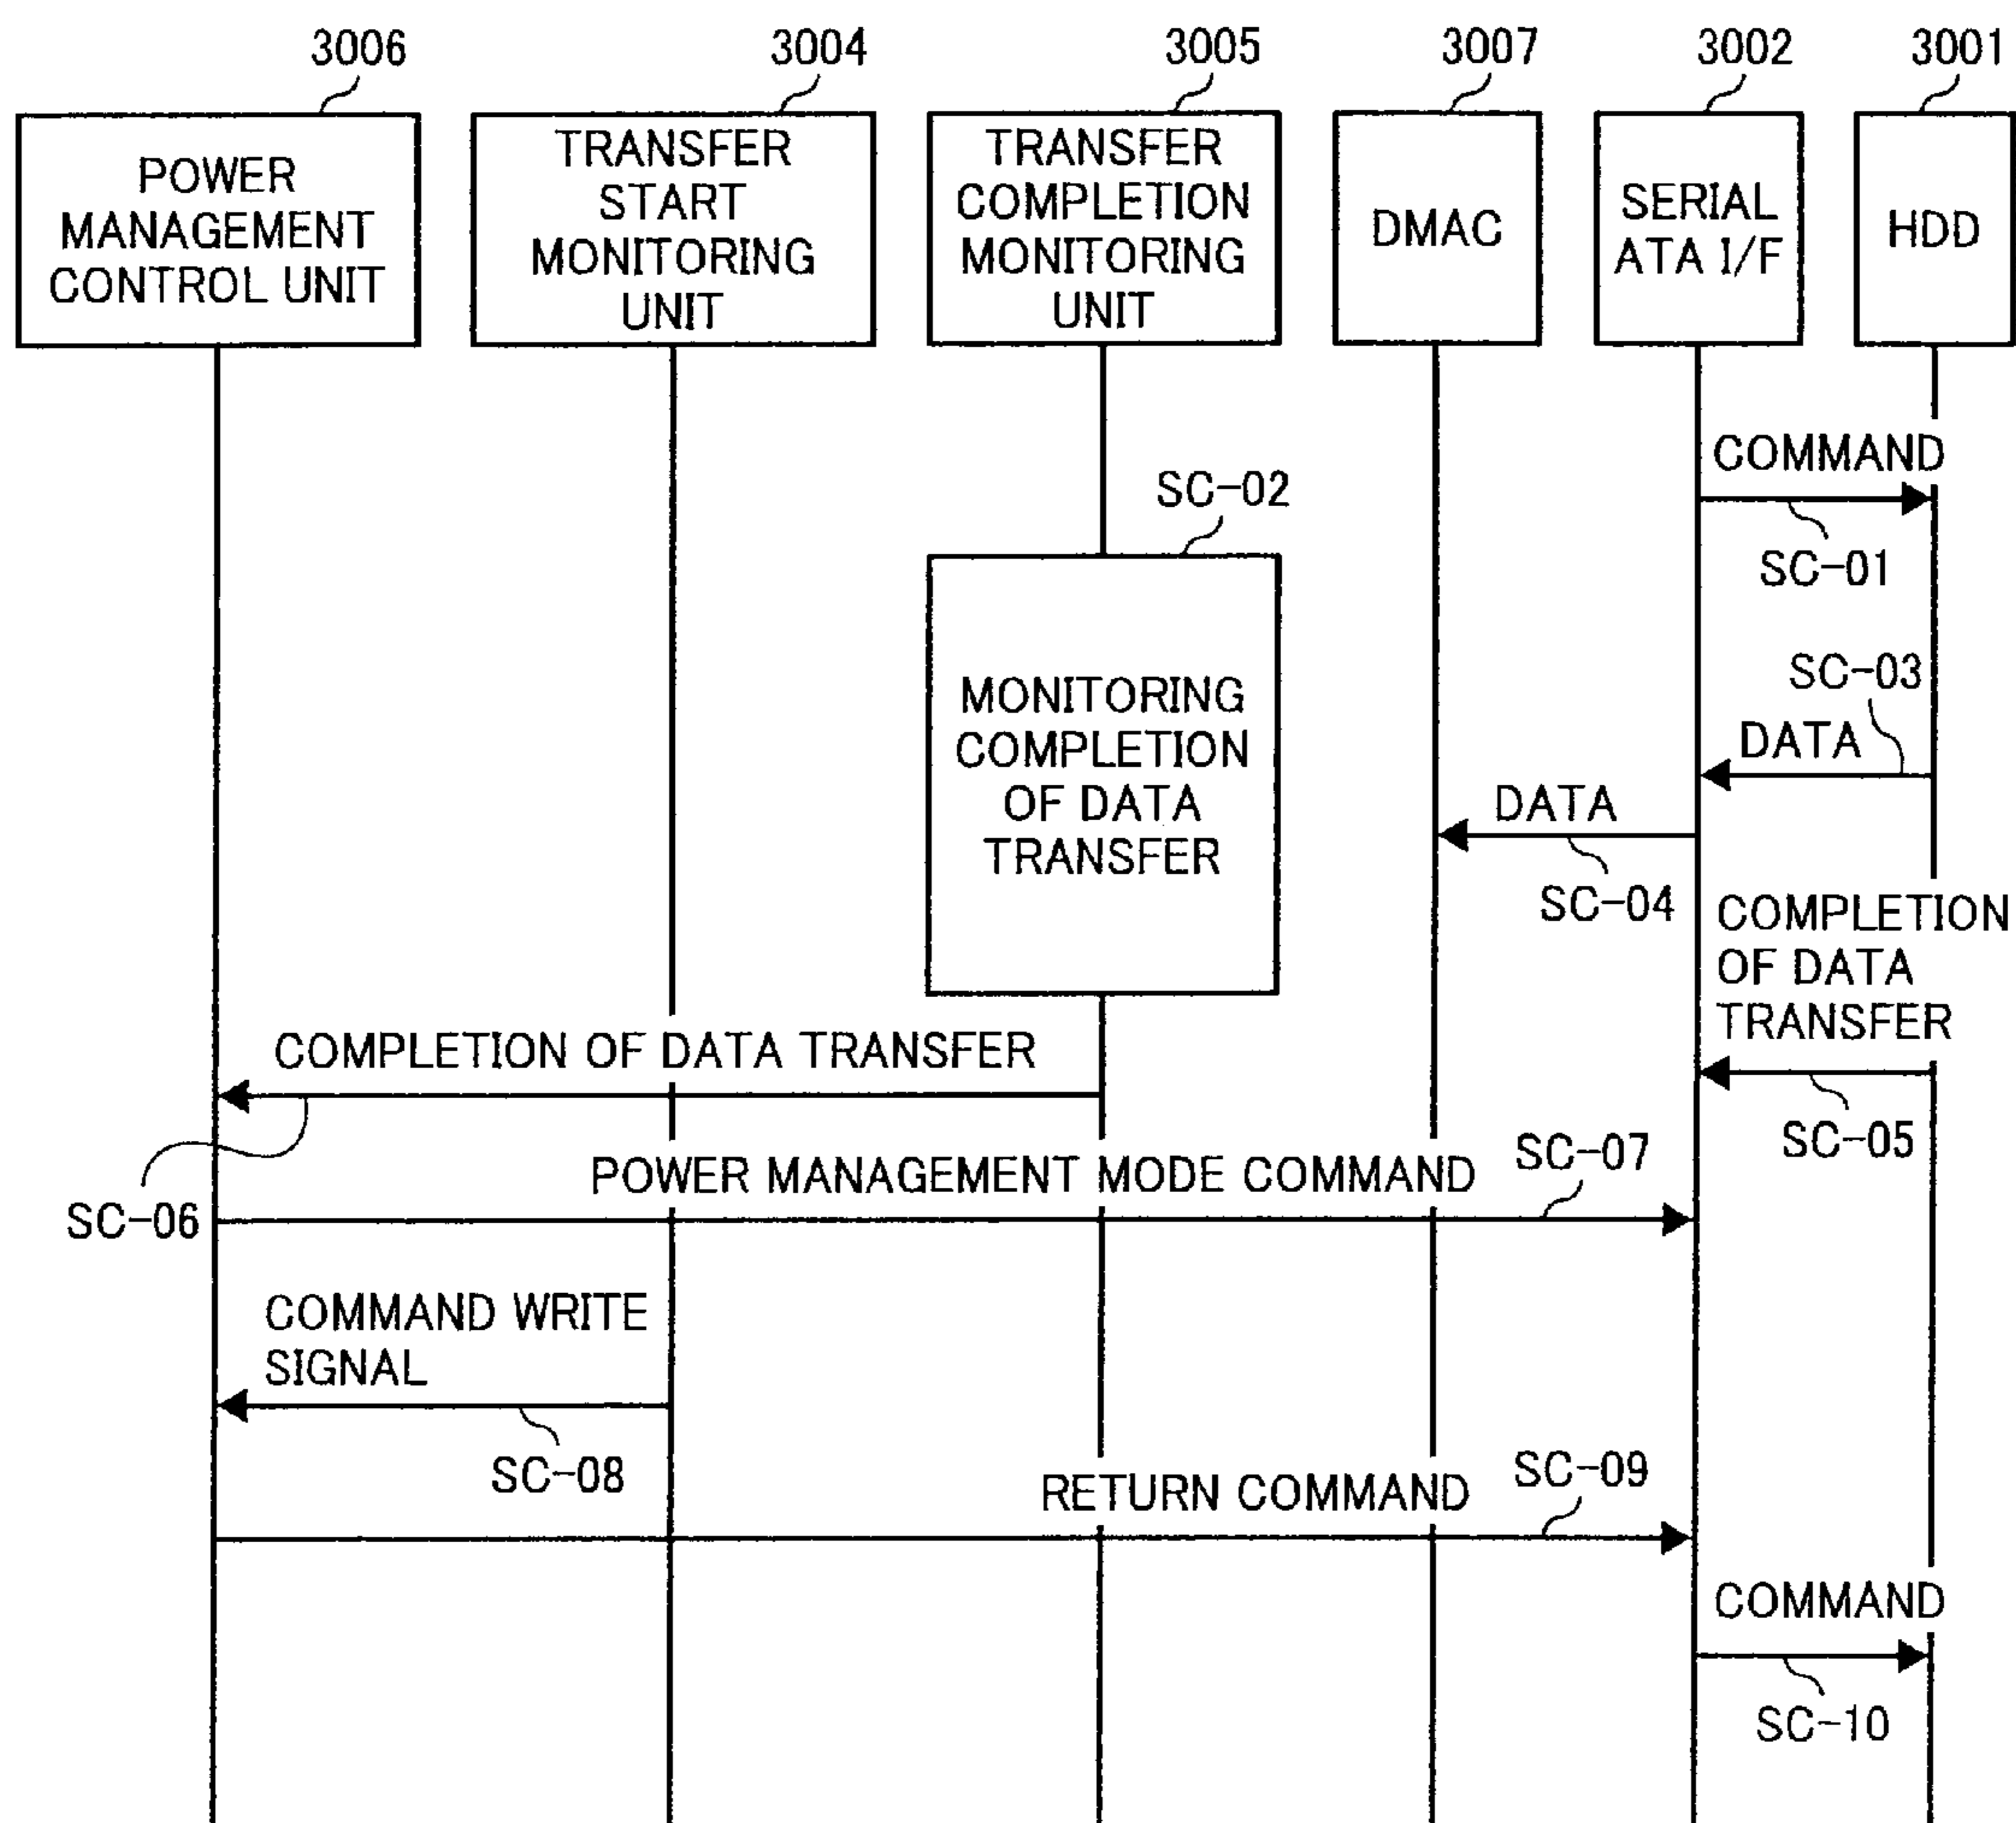 3006
3004
3005
3007
3002
3001
POWER
MANAGEMENT
CONTROL UNIT
TRANSFER
START
MONITORING
UNIT
TRANSFER
COMPLETION
MONITORING
UNIT
DMAC
SERIAL
ATA I/F
HDD
COMMAND
SC-01
SC-02
MONITORING
COMPLETION
OF DATA
TRANSFER
SC-03
DATA
DATA
SC-04
COMPLETION
OF DATA
TRANSFER
SC-05
COMPLETION OF DATA TRANSFER
SC-06
POWER MANAGEMENT MODE COMMAND
SC-07
COMMAND WRITE
SIGNAL
SC-08
RETURN COMMAND
SC-09
COMMAND
SC-10